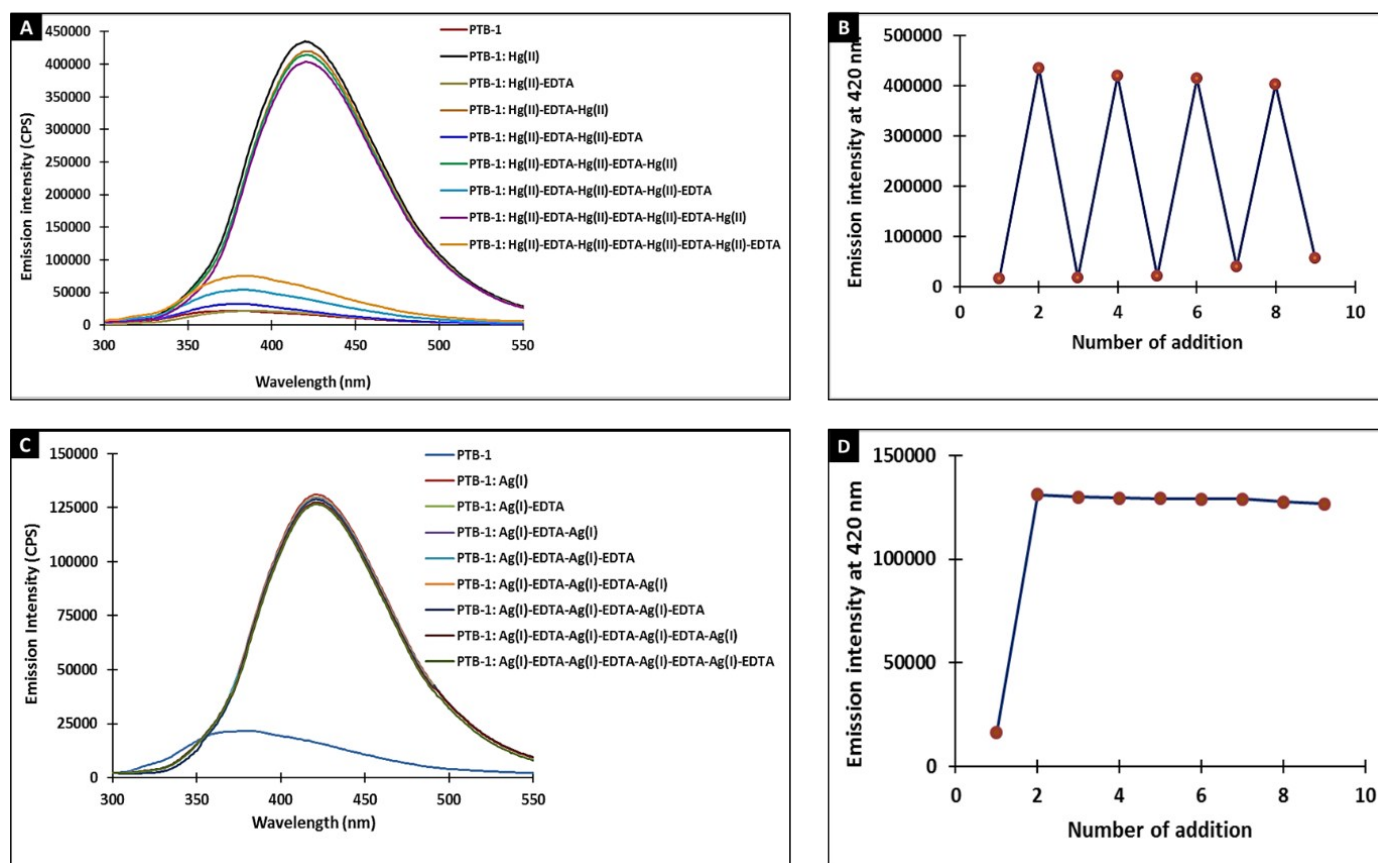 A
450000
400000
350000
300000
250000
200000
150000
100000
50000
0
Emission intensity (CPS)
300 350 400 450 500 550
Wavelength (nm)
PTB-1
PTB-1: Hg(II)
PTB-1: Hg(II)-EDTA
PTB-1: Hg(II)-EDTA-Hg(II)
PTB-1: Hg(II)-EDTA-Hg(II)-EDTA
PTB-1: Hg(II)-EDTA-Hg(II)-EDTA-Hg(II)
PTB-1: Hg(II)-EDTA-Hg(II)-EDTA-Hg(II)-EDTA
PTB-1: Hg(II)-EDTA-Hg(II)-EDTA-Hg(II)-EDTA-Hg(II)
PTB-1: Hg(II)-EDTA-Hg(II)-EDTA-Hg(II)-EDTA-Hg(II)-EDTA
B
500000
400000
300000
200000
100000
0
Emission intensity at 420 nm
0 2 4 6 8 10
Number of addition
C
150000
125000
100000
75000
50000
25000
0
Emission Intensity (CPS)
300 350 400 450 500 550
Wavelength (nm)
PTB-1
PTB-1: Ag(I)
PTB-1: Ag(I)-EDTA
PTB-1: Ag(I)-EDTA-Ag(I)
PTB-1: Ag(I)-EDTA-Ag(I)-EDTA
PTB-1: Ag(I)-EDTA-Ag(I)-EDTA-Ag(I)
PTB-1: Ag(I)-EDTA-Ag(I)-EDTA-Ag(I)-EDTA
PTB-1: Ag(I)-EDTA-Ag(I)-EDTA-Ag(I)-EDTA-Ag(I)
PTB-1: Ag(I)-EDTA-Ag(I)-EDTA-Ag(I)-EDTA-Ag(I)-EDTA
D
150000
100000
50000
0
Emission intensity at 420 nm
0 2 4 6 8 10
Number of addition